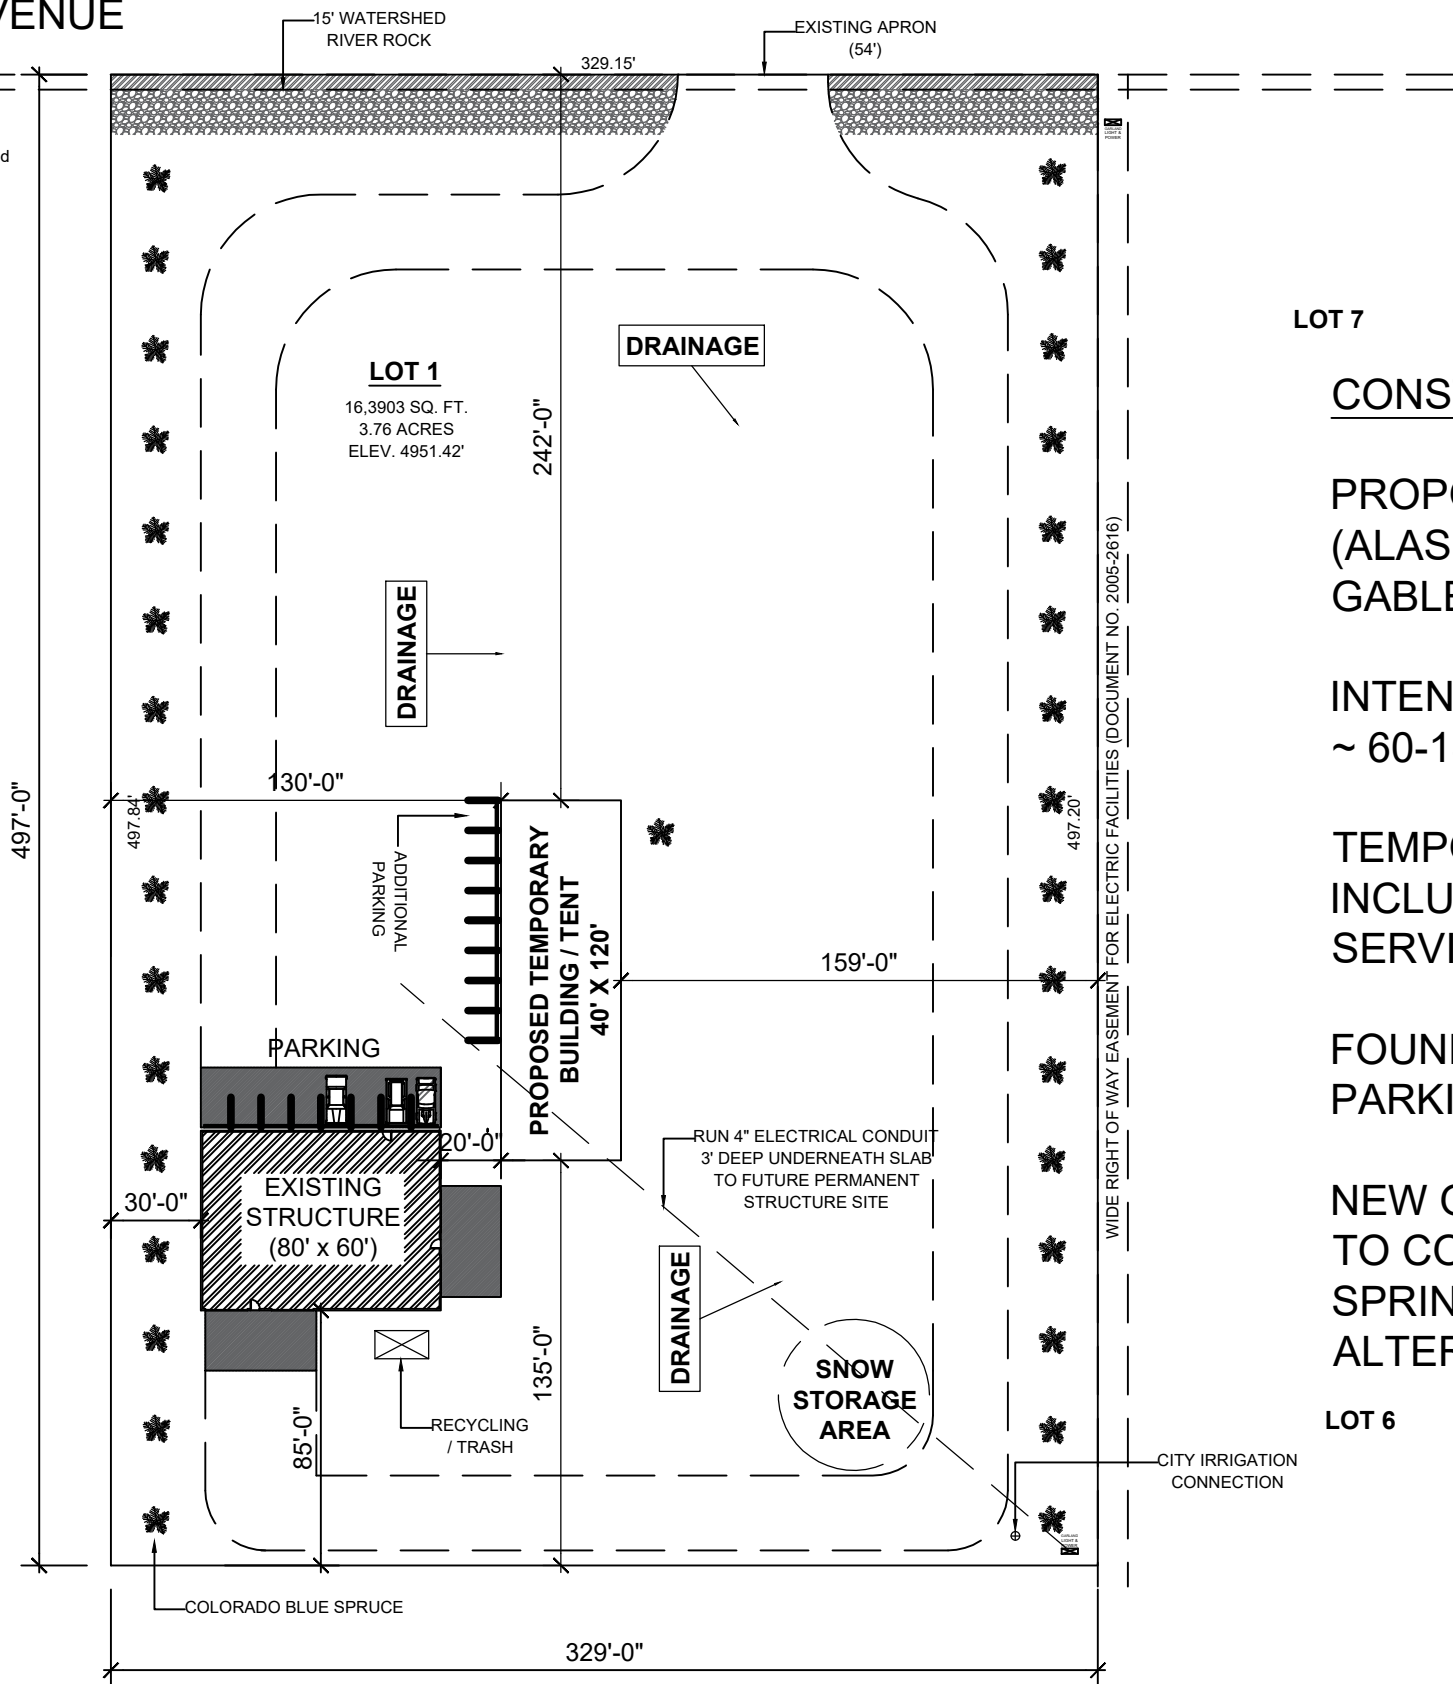 VENUE
15' WATERSHED
RIVER ROCK
EXISTING APRON
(54')
329.15'
d
GARLAND
LIGHT &
POWER
LOT 7
DRAINAGE
LOT 1
16,3903 SQ. FT.
3.76 ACRES
ELEV. 4951.42'
242'-0"
CONS
PROPO
(ALAS
GABLE
DRAINAGE
INTEN
~ 60-1
WIDE RIGHT OF WAY EASEMENT FOR ELECTRIC FACILITIES (DOCUMENT NO. 2005-2616)
130'-0"
497'-0"
497.84'
497.20'
ADDITIONAL
PARKING
PROPOSED TEMPORARY
BUILDING / TENT
40' X 120'
TEMPO
INCLU
SERVI
159'-0"
PARKING
FOUN
PARKI
20'-0"
RUN 4" ELECTRICAL CONDUIT
3' DEEP UNDERNEATH SLAB
TO FUTURE PERMANENT
STRUCTURE SITE
30'-0"
EXISTING
STRUCTURE
(80' x 60')
NEW C
TO CO
SPRIN
ALTER
DRAINAGE
135'-0"
SNOW
STORAGE
AREA
85'-0"
RECYCLING
/ TRASH
LOT 6
CITY IRRIGATION
CONNECTION
GARLAND
LIGHT &
POWER
COLORADO BLUE SPRUCE
329'-0"